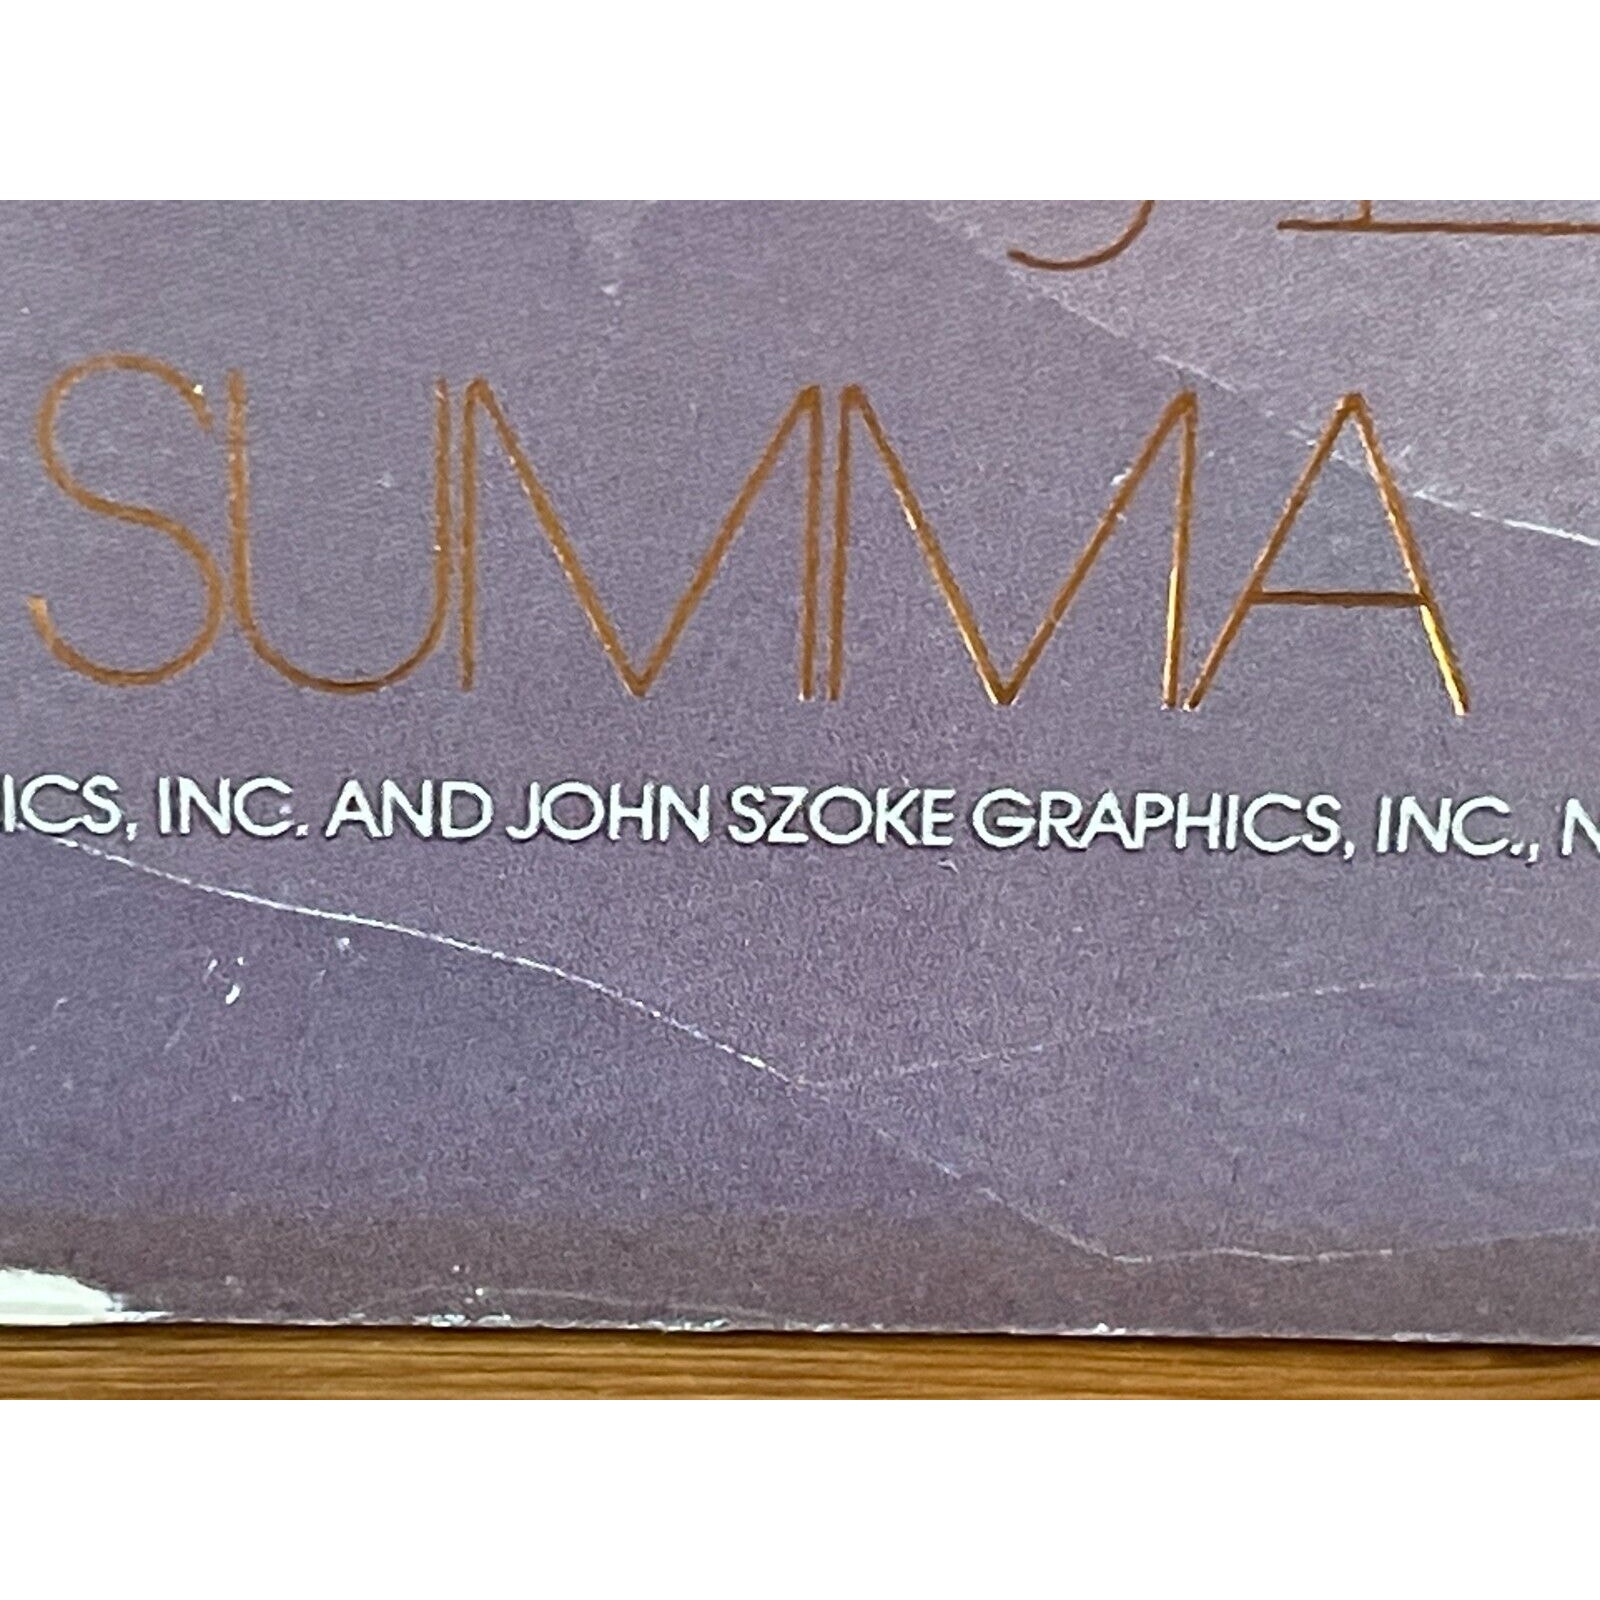 SUMMA
ICS, INC. AND JOHN SZOKE GRAPHICS, INC., N